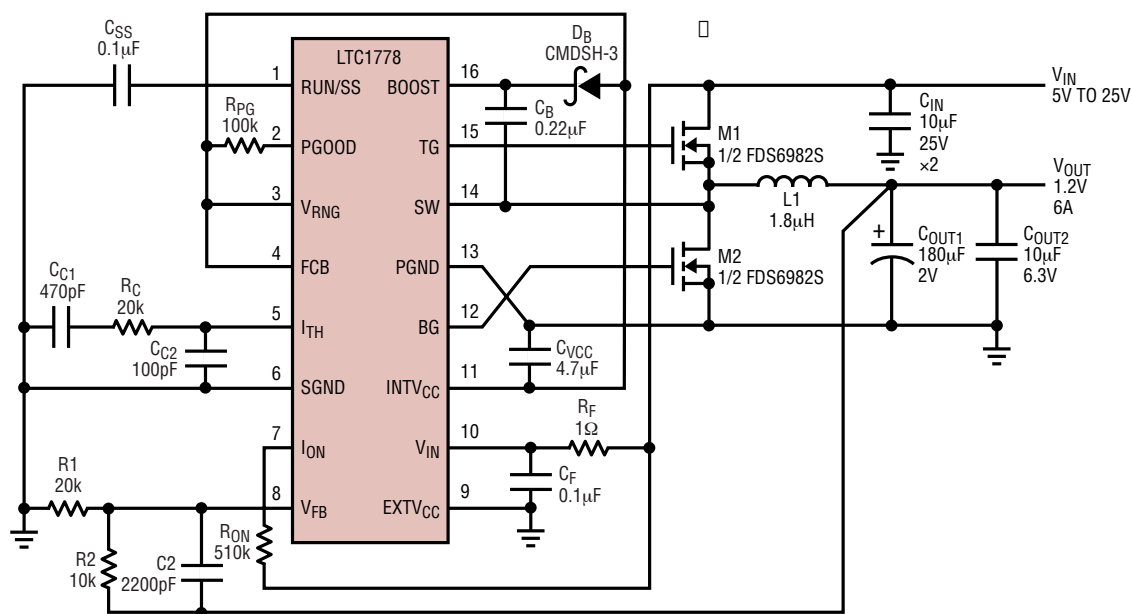 C_SS
0.1µF
LTC1778
D_B
CMDSH-3
1
RUN/SS
BOOST
16
R_PG
100k
2
PGOOD
TG
15
C_B
0.22µF
M1
1/2 FDS6982S
C_IN
10µF
25V
×2
V_IN
5V TO 25V
3
V_RNG
SW
14
L1
1.8µH
V_OUT
1.2V
6A
4
FCB
PGND
13
M2
1/2 FDS6982S
+
C_OUT1
180µF
2V
C_OUT2
10µF
6.3V
C_C1
470pF
R_C
20k
5
I_TH
BG
12
C_C2
100pF
C_VCC
4.7µF
6
SGND
INTV_CC
11
7
I_ON
V_IN
10
R_F
1Ω
R1
20k
8
V_FB
EXTV_CC
9
C_F
0.1µF
R2
10k
C2
2200pF
R_ON
510k